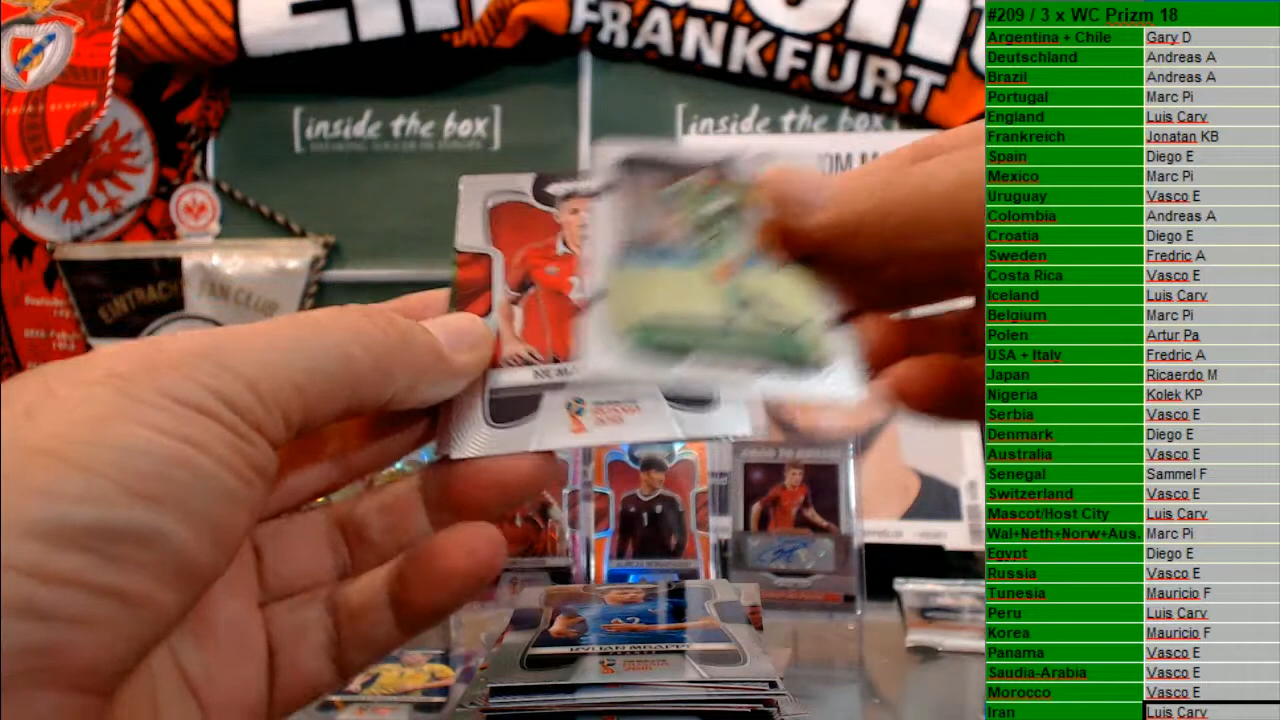 FRANKFURT
[inside the box]
[inside the box]
EINTRACHT FAN CLUB
KYLIAN MBAPPÉ
#209 / 3 x WC Prizm 18
Argentina + Chile Gary D
Deutschland Andreas A
Brazil Andreas A
Portugal Marc Pi
England Luis Carv
Frankreich Jonatan KB
Spain Diego E
Mexico Marc Pi
Uruguay Vasco E
Colombia Andreas A
Croatia Diego E
Sweden Fredric A
Costa Rica Vasco E
Iceland Luis Carv
Belgium Marc Pi
Polen Artur Pa
USA + Italy Fredric A
Japan Ricaerdo M
Nigeria Kolek KP
Serbia Vasco E
Denmark Diego E
Australia Vasco E
Senegal Sammel F
Switzerland Vasco E
Mascot/Host City Luis Carv
Wal+Neth+Norw+Aus. Marc Pi
Egypt Diego E
Russia Vasco E
Tunesia Mauricio F
Peru Luis Carv
Korea Mauricio F
Panama Vasco E
Saudia-Arabia Vasco E
Morocco Vasco E
Iran Luis Carv